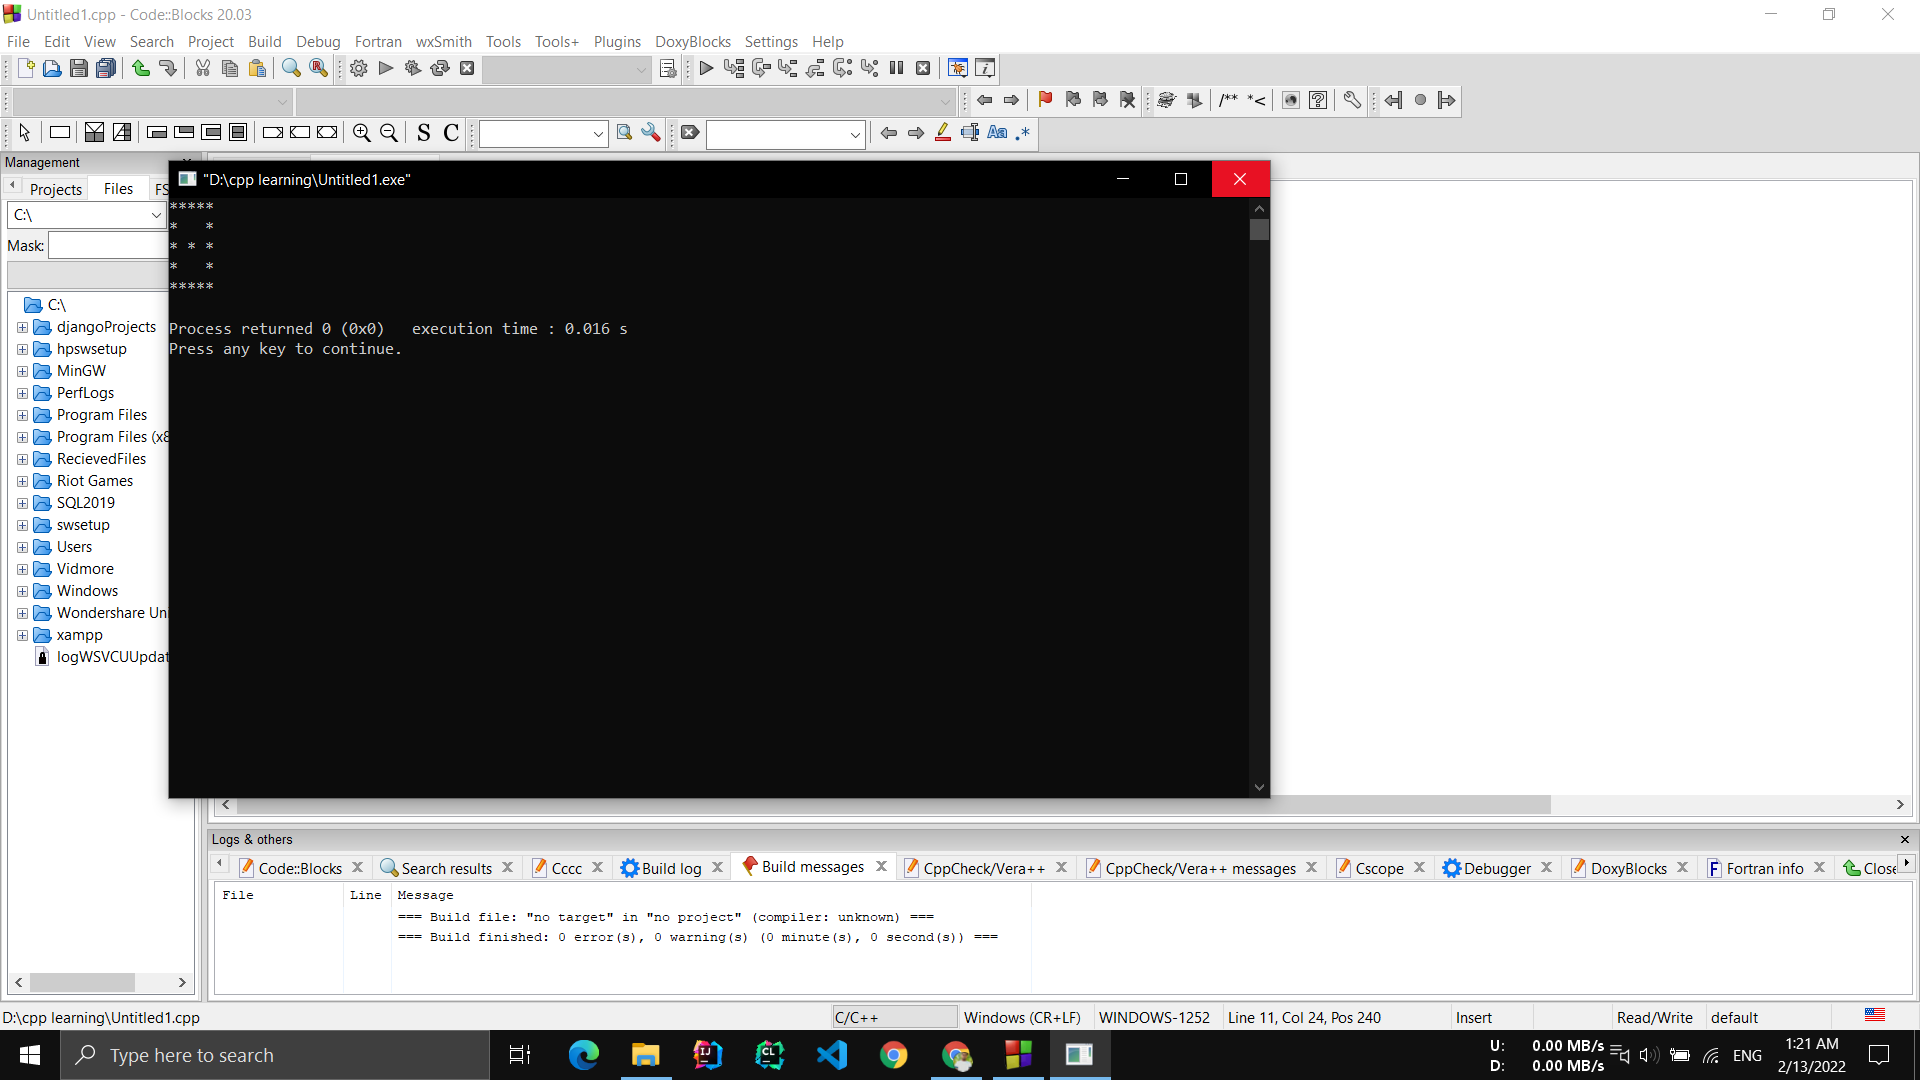 Untitled1.cpp - Code::Blocks 20.03
File Edit View Search Project Build Debug Fortran wxSmith Tools Tools+ Plugins DoxyBlocks Settings Help
/** *<
S C
Aa .*
Management
Projects Files FS
C:\
Mask:
C:\
djangoProjects
hpswsetup
MinGW
PerfLogs
Program Files
Program Files (x8
RecievedFiles
Riot Games
SQL2019
swsetup
Users
Vidmore
Windows
Wondershare Uni
xampp
logWSVCUUpdat
"D:\cpp learning\Untitled1.exe"
*****
*   *
* * *
*   *
*****
Process returned 0 (0x0)   execution time : 0.016 s
Press any key to continue.
Logs & others
Code::Blocks Search results Cccc Build log Build messages CppCheck/Vera++ CppCheck/Vera++ messages Cscope Debugger DoxyBlocks Fortran info Close
File Line Message
=== Build file: "no target" in "no project" (compiler: unknown) ===
=== Build finished: 0 error(s), 0 warning(s) (0 minute(s), 0 second(s)) ===
D:\cpp learning\Untitled1.cpp C/C++ Windows (CR+LF) WINDOWS-1252 Line 11, Col 24, Pos 240 Insert Read/Write default
Type here to search
U: 0.00 MB/s
D: 0.00 MB/s
ENG
1:21 AM
2/13/2022